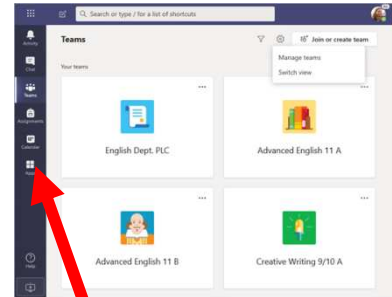 Search or type / for a list of shortcuts
Activity
Teams
Join or create team
Manage teams
Switch view
Your teams
Chat
Teams
Assignments
Calendar
Apps
English Dept. PLC
Advanced English 11 A
Advanced English 11 B
Creative Writing 9/10 A
Help